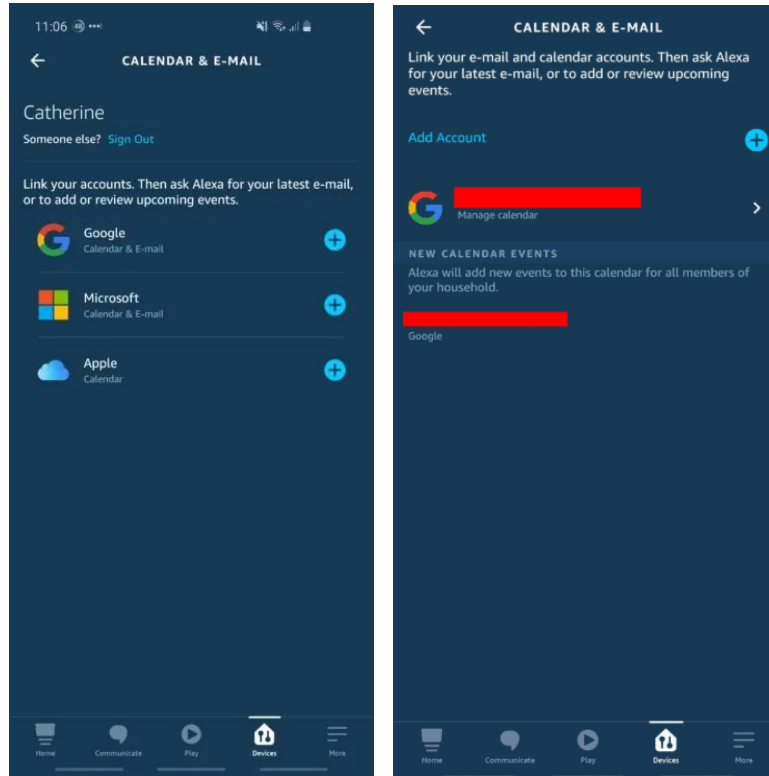 11:06
CALENDAR & E-MAIL
Catherine
Someone else? Sign Out
Link your accounts. Then ask Alexa for your latest e-mail,
or to add or review upcoming events.
Google
Calendar & E-mail
Microsoft
Calendar & E-mail
Apple
Calendar
Home Communicate Play Devices More
CALENDAR & E-MAIL
Link your e-mail and calendar accounts. Then ask Alexa
for your latest e-mail, or to add or review upcoming
events.
Add Account
Manage calendar
NEW CALENDAR EVENTS
Alexa will add new events to this calendar for all members of
your household.
Google
Home Communicate Play Devices More